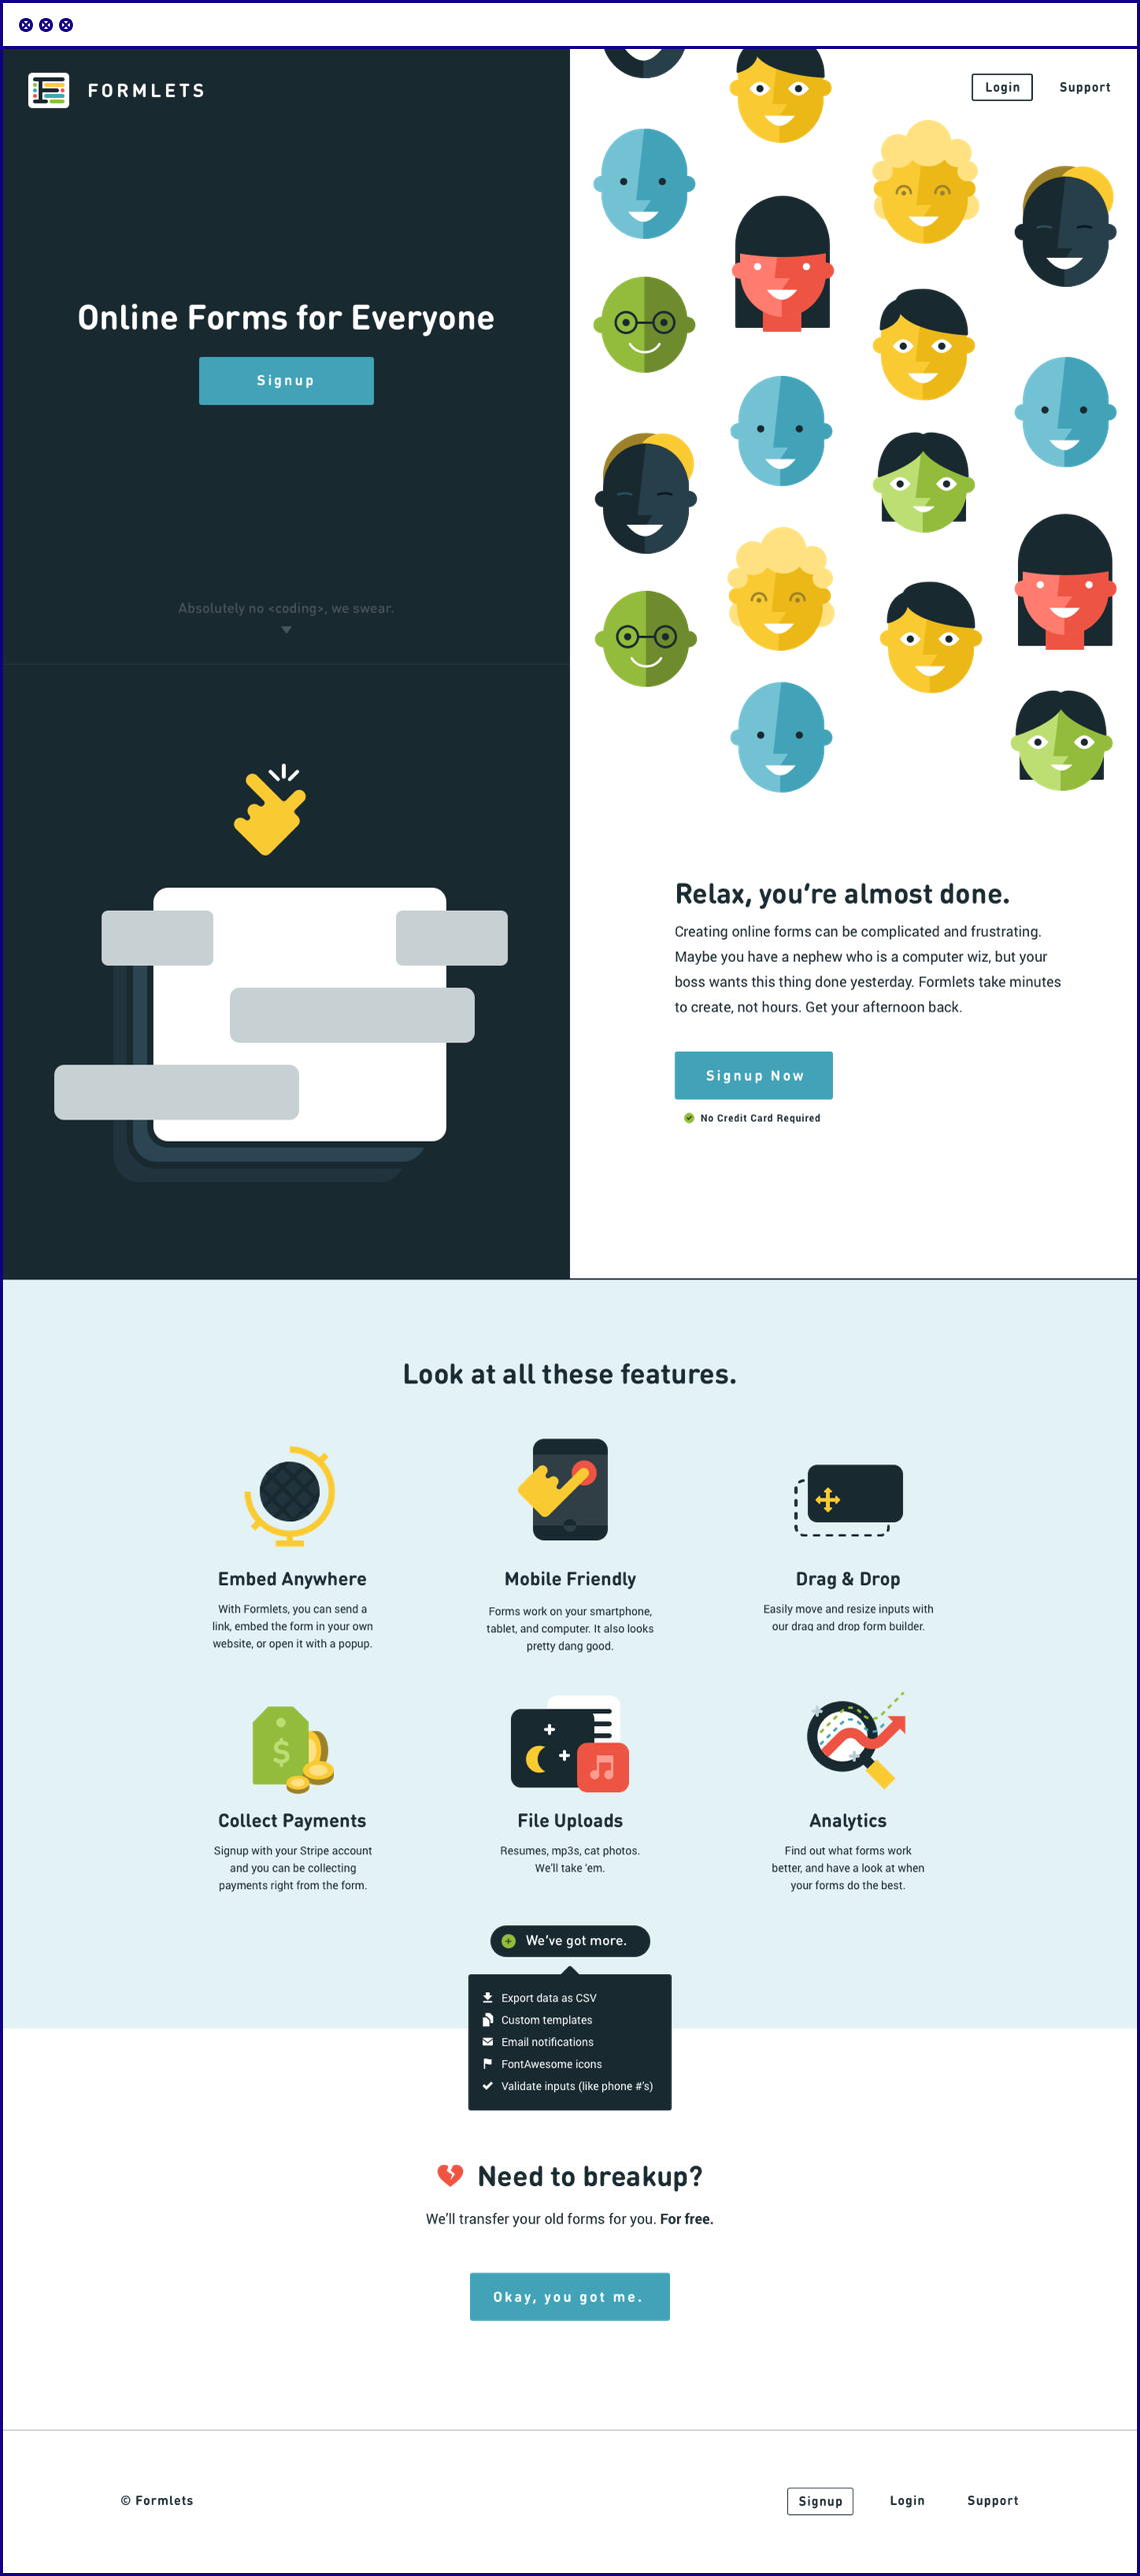 FORMLETS
Login
Support
Online Forms for Everyone
Signup
Absolutely no <coding>, we swear.
Relax, you're almost done.
Creating online forms can be complicated and frustrating.
Maybe you have a nephew who is a computer wiz, but your
boss wants this thing done yesterday. Formlets take minutes
to create, not hours. Get your afternoon back.
Signup Now
No Credit Card Required
Look at all these features.
Embed Anywhere
With Formlets, you can send a
link, embed the form in your own
website, or open it with a popup.
Mobile Friendly
Forms work on your smartphone,
tablet, and computer. It also looks
pretty dang good.
Drag & Drop
Easily move and resize inputs with
our drag and drop form builder.
$
Collect Payments
Signup with your Stripe account
and you can be collecting
payments right from the form.
File Uploads
Resumes, mp3s, cat photos.
We'll take 'em.
Analytics
Find out what forms work
better, and have a look at when
your forms do the best.
We've got more.
Export data as CSV
Custom templates
Email notifications
FontAwesome icons
Validate inputs (like phone #'s)
Need to breakup?
We'll transfer your old forms for you. For free.
Okay, you got me.
© Formlets
Signup
Login
Support